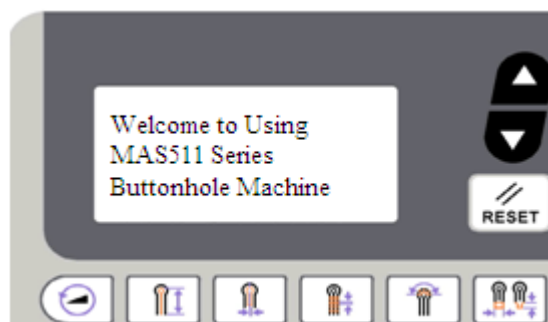 Welcome to Using
MAS511 Series
Buttonhole Machine
RESET